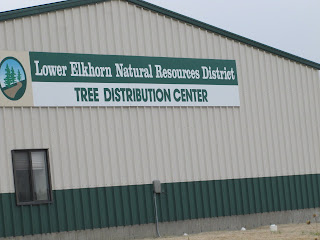 Lower Elkhorn Natural Resources District
TREE DISTRIBUTION CENTER